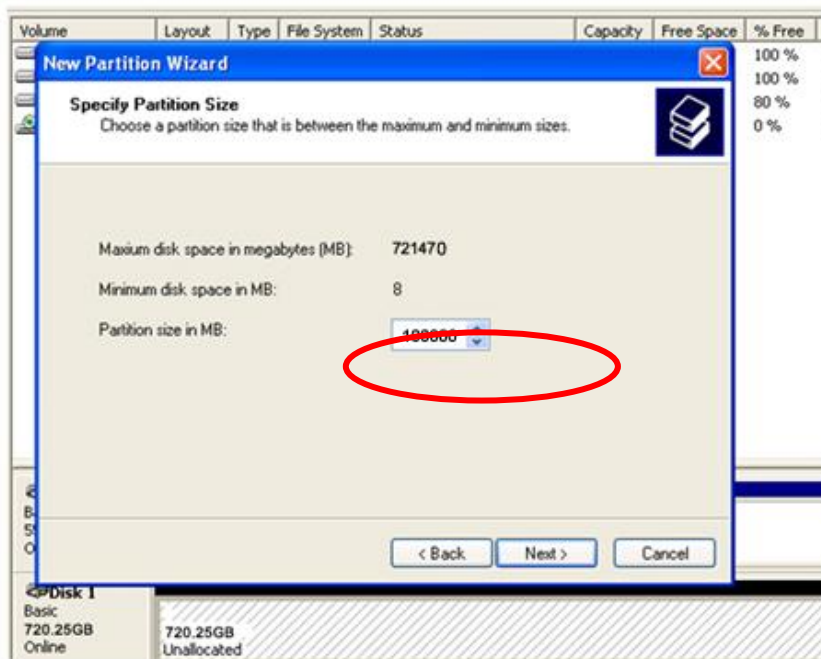 Volume Layout Type File System Status Capacity Free Space % Free
New Partition Wizard
100 %
100 %
Specify Partition Size
80 %
Choose a partition size that is between the maximum and minimum sizes.
0 %
Maxium disk space in megabytes (MB): 721470
Minimum disk space in MB: 8
Partition size in MB:
< Back Next > Cancel
Disk 1
Basic
720.25GB 720.25GB
Online Unallocated